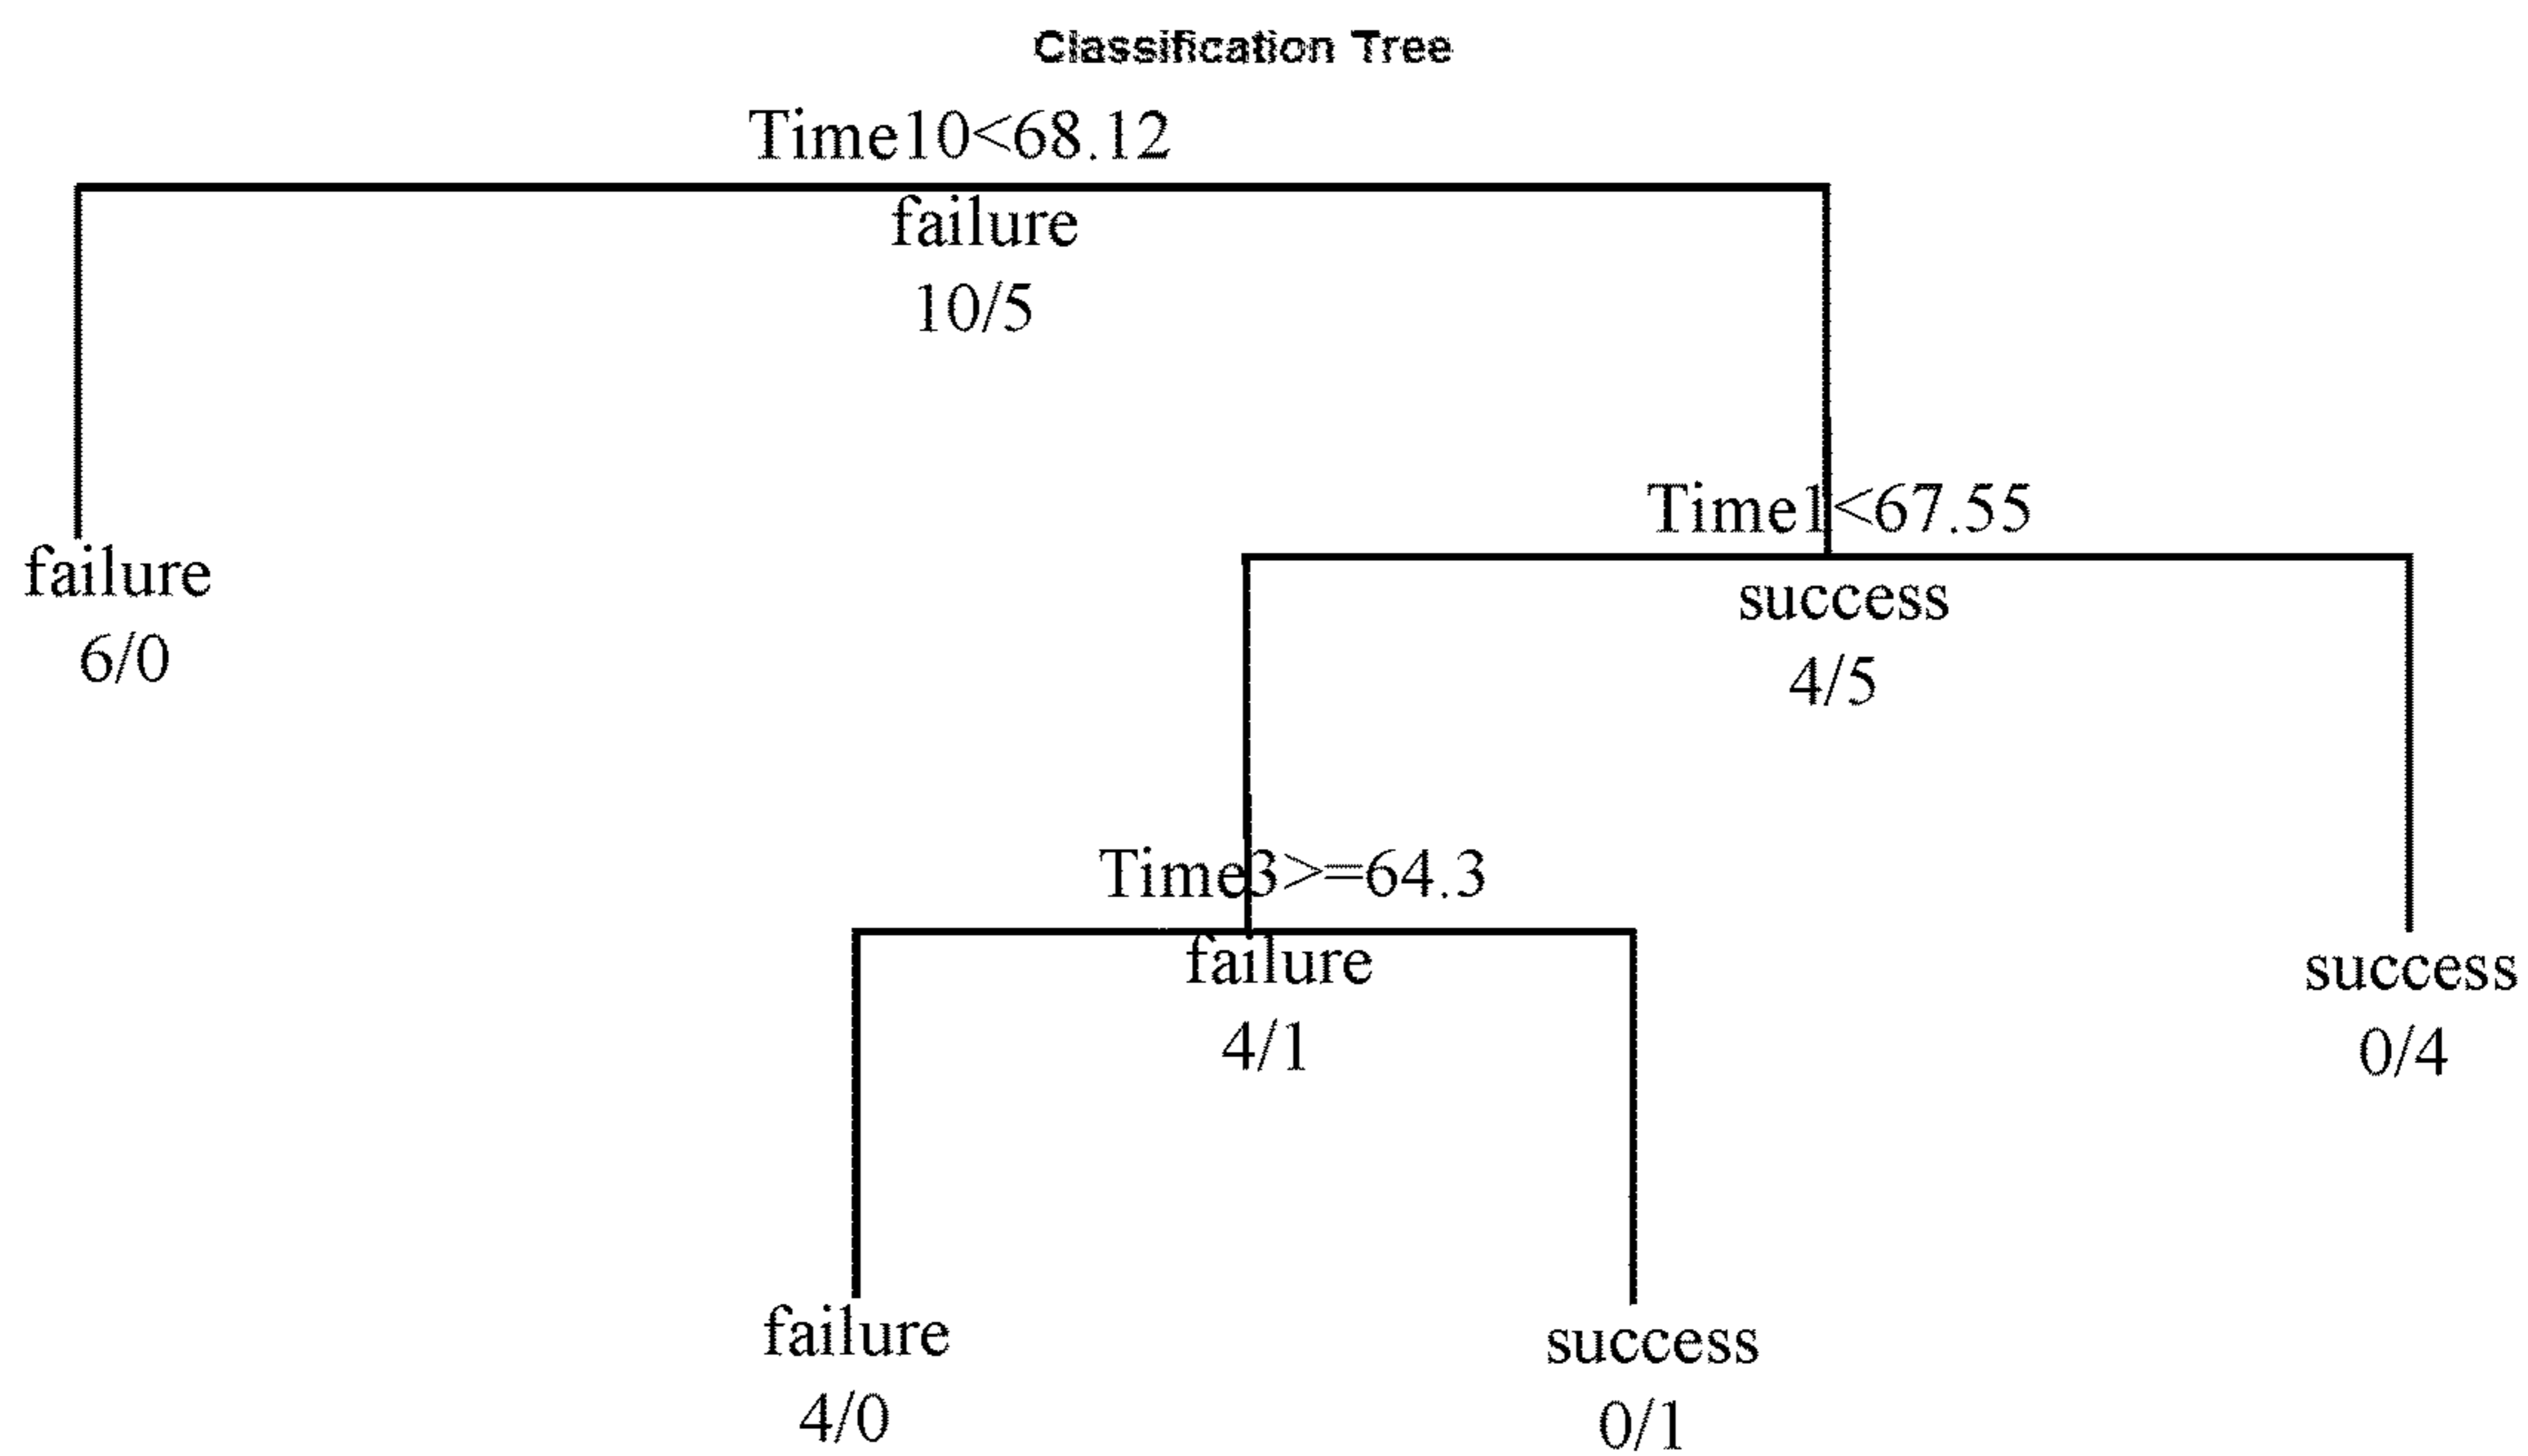 Classification Tree
Time10<68.12
failure
10/5
failure
6/0
Time1<67.55
success
4/5
Time3>=64.3
failure
4/1
success
0/4
failure
4/0
success
0/1